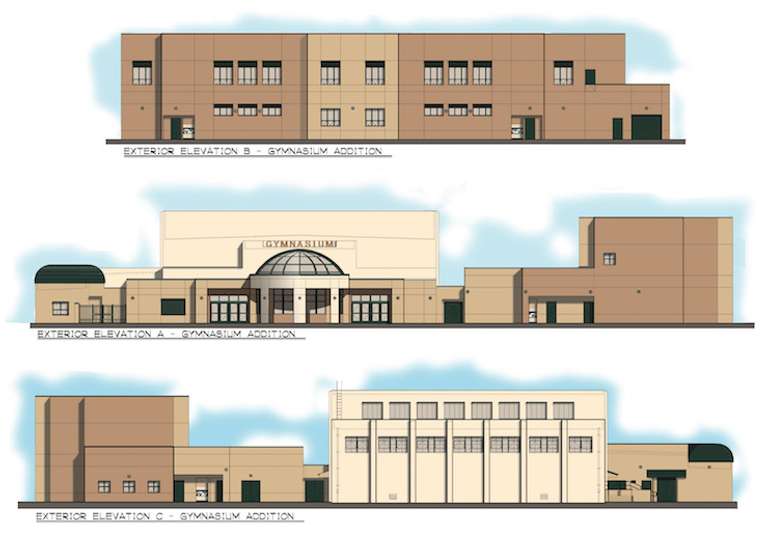 EXTERIOR ELEVATION B - GYMNASIUM ADDITION
GYMNASIUM
EXTERIOR ELEVATION A - GYMNASIUM ADDITION
EXTERIOR ELEVATION C - GYMNASIUM ADDITION